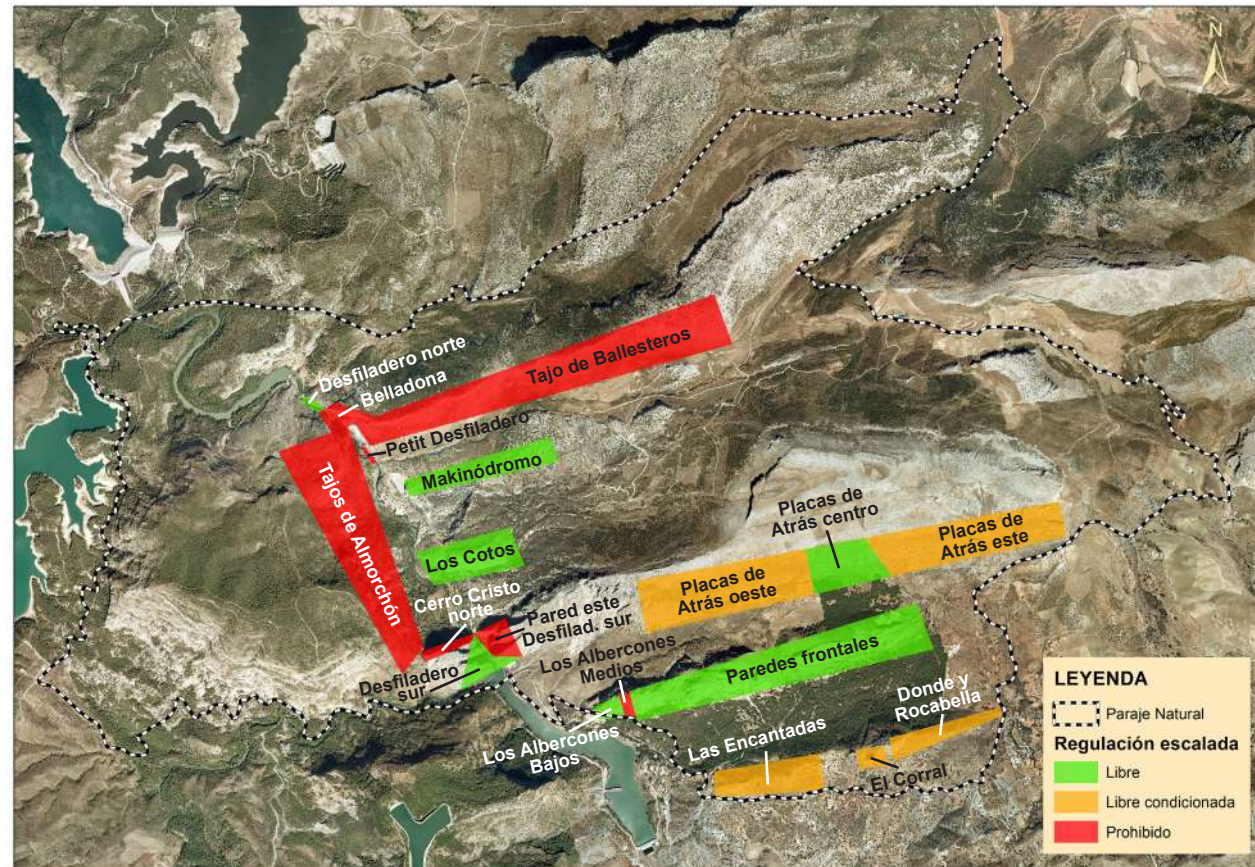 N
Desfiladero norte
Belladona
Tajo de Ballesteros
Petit Desfiladero
Makinódromo
Tajos de Almorchón
Los Cotos
Placas de
Atrás centro
Placas de
Atrás este
Placas de
Atrás oeste
Cerro Cristo
norte
Pared este
Desfilad. sur
Desfiladero
sur
Los Albercones
Medios
Paredes frontales
Los Albercones
Bajos
Las Encantadas
Donde y
Rocabella
El Corral
LEYENDA
Paraje Natural
Regulación escalada
Libre
Libre condicionada
Prohibido